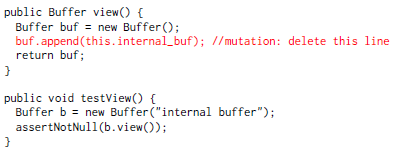 public Buffer view() {
  Buffer buf = new Buffer();
  buf.append(this.internal_buf); //mutation: delete this line
  return buf;
}

public void testView() {
  Buffer b = new Buffer("internal buffer");
  assertNotNull(b.view());
}